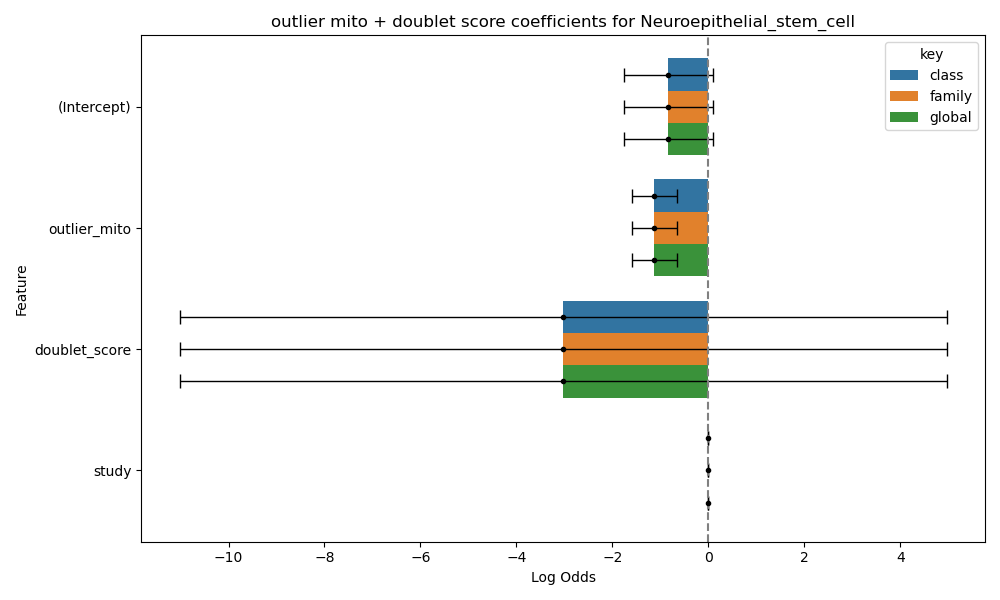 outlier mito + doublet score coefficients for Neuroepithelial_stem_cell
key
class
family
global
(Intercept)
outlier_mito
doublet_score
study
Feature
−10
−8
−6
−4
−2
0
2
4
Log Odds